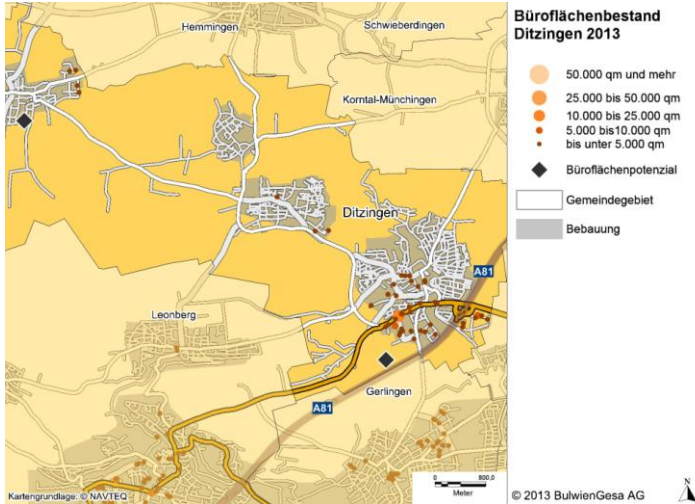 Büroflächenbestand
Ditzingen 2013
50.000 qm und mehr
25.000 bis 50.000 qm
10.000 bis 25.000 qm
5.000 bis10.000 qm
bis unter 5.000 qm
Büroflächenpotenzial
Gemeindegebiet
Bebauung
Hemmingen
Schwieberdingen
Korntal-Münchingen
Ditzingen
A81
Leonberg
Gerlingen
A81
0 800,0
Meter
Kartengrundlage: © NAVTEQ
© 2013 BulwienGesa AG